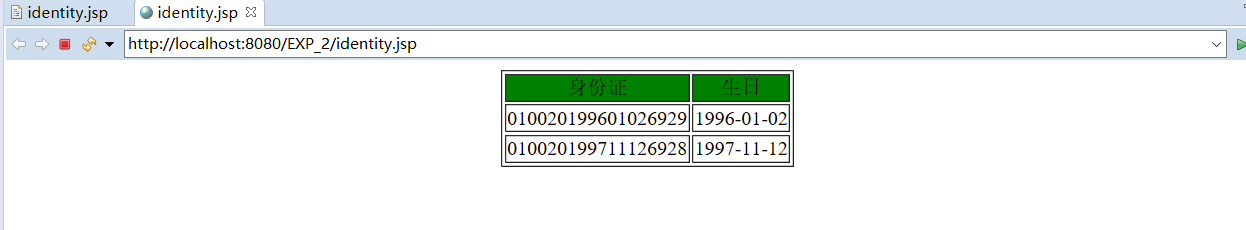 identity.jsp identity.jsp
http://localhost:8080/EXP_2/identity.jsp
身份证 生日
010020199601026929 1996-01-02
010020199711126928 1997-11-12